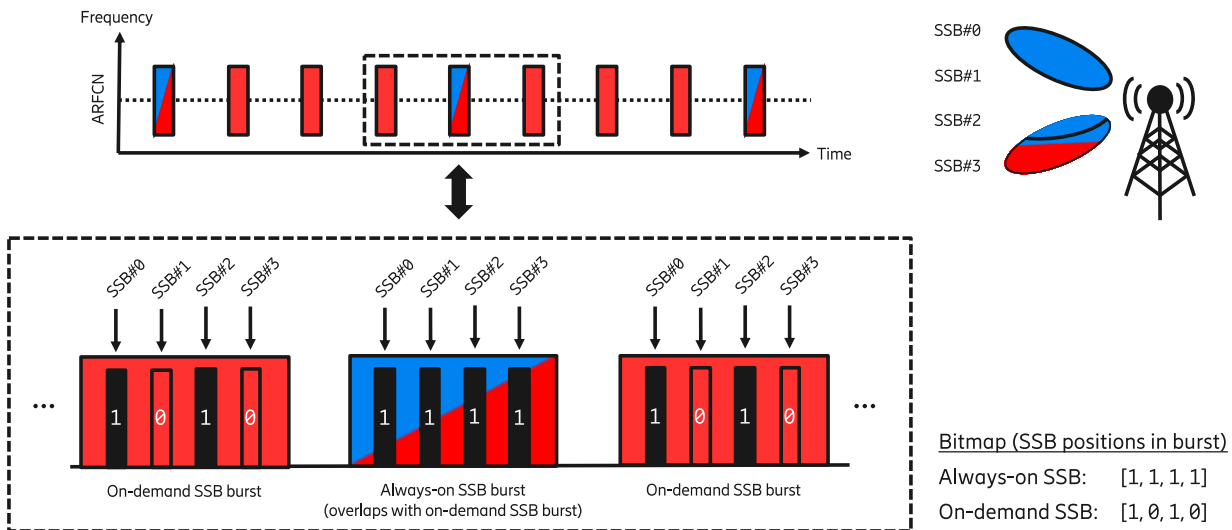 Frequency
ARFCN
Time
SSB#0
SSB#1
SSB#2
SSB#3
SSB#0 SSB#1 SSB#2 SSB#3 SSB#0 SSB#1 SSB#2 SSB#3 SSB#0 SSB#1 SSB#2 SSB#3
... 1 0 1 0 1 1 1 1 1 0 1 0 ...
On-demand SSB burst
Always-on SSB burst
(overlaps with on-demand SSB burst)
On-demand SSB burst
Bitmap (SSB positions in burst)
Always-on SSB: [1, 1, 1, 1]
On-demand SSB: [1, 0, 1, 0]